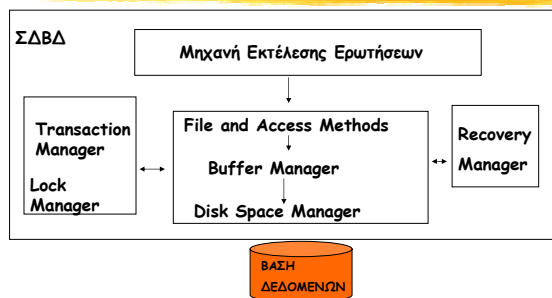 ΣΔΒΔ
Μηχανή Εκτέλεσης Ερωτήσεων
Transaction
Manager
Lock
Manager
File and Access Methods
Buffer Manager
Disk Space Manager
Recovery
Manager
ΒΑΣΗ
ΔΕΔΟΜΕΝΩΝ